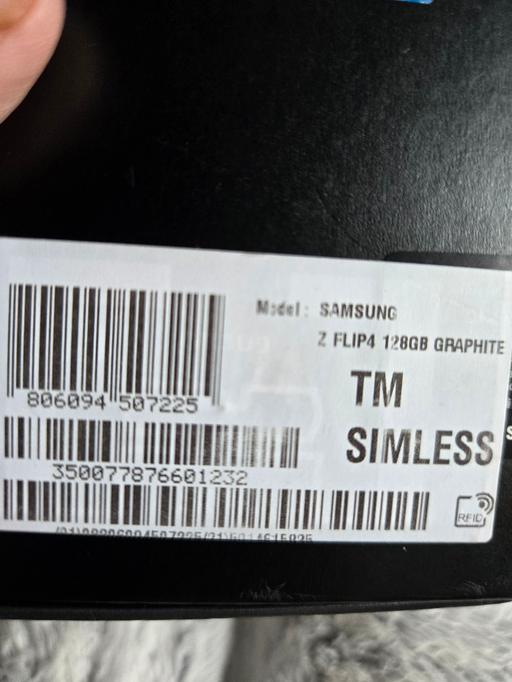 Model: SAMSUNG
Z FLIP4 128GB GRAPHITE
806094 507225
TM
SIMLESS
350077876601232
RFID